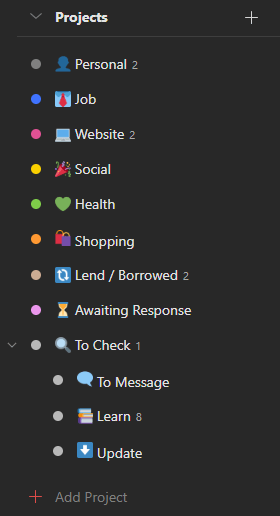 Projects
Personal 2
Job
Website 2
Social
Health
Shopping
Lend / Borrowed 2
Awaiting Response
To Check 1
To Message
Learn 8
Update
Add Project